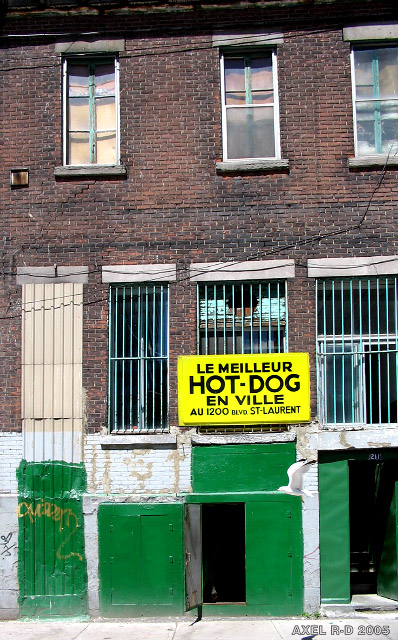 LE MEILLEUR
HOT-DOG
EN VILLE
AU 1200 BLVD. ST-LAURENT
AXEL R-D 2005